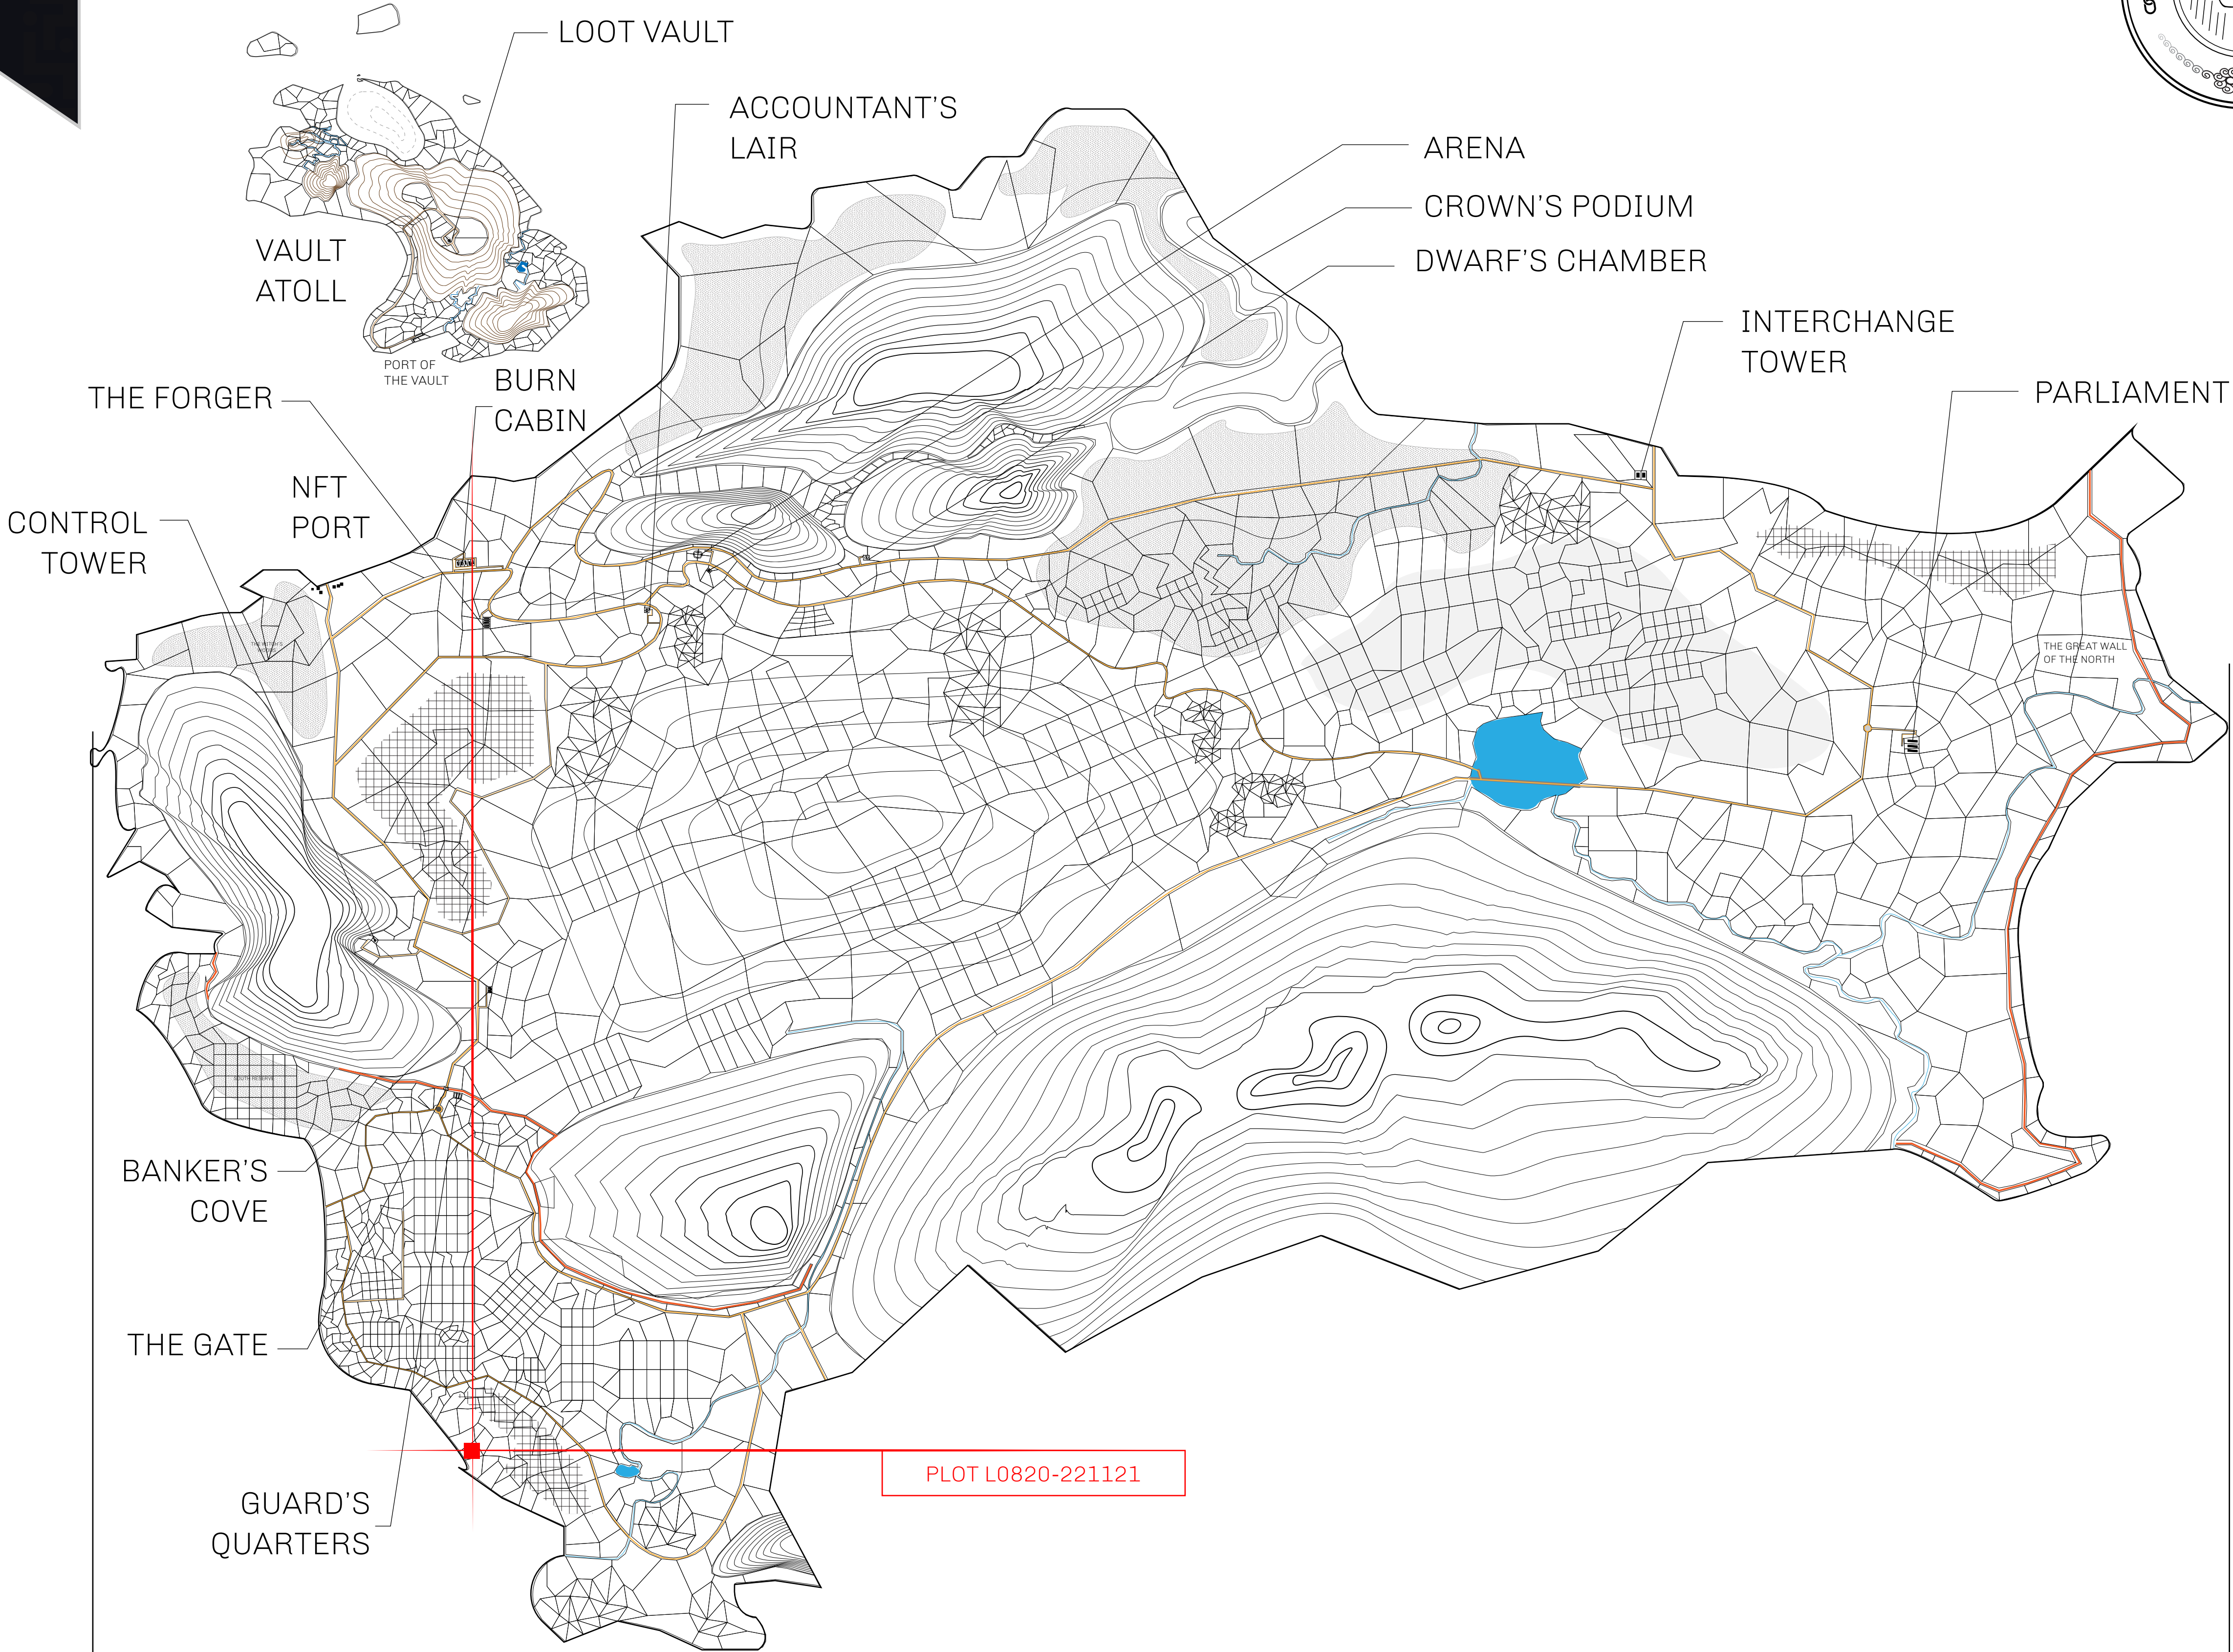 LOOT VAULT
ACCOUNTANT'S
LAIR
ARENA
CROWN'S PODIUM
DWARF'S CHAMBER
VAULT
ATOLL
INTERCHANGE
TOWER
PORT OF
THE VAULT
BURN
CABIN
THE FORGER
PARLIAMENT
NFT
PORT
CONTROL
TOWER
THE GREAT WALL
OF THE NORTH
SOUTH RESERVE
BANKER'S
COVE
THE GATE
PLOT L0820-221121
GUARD'S
QUARTERS